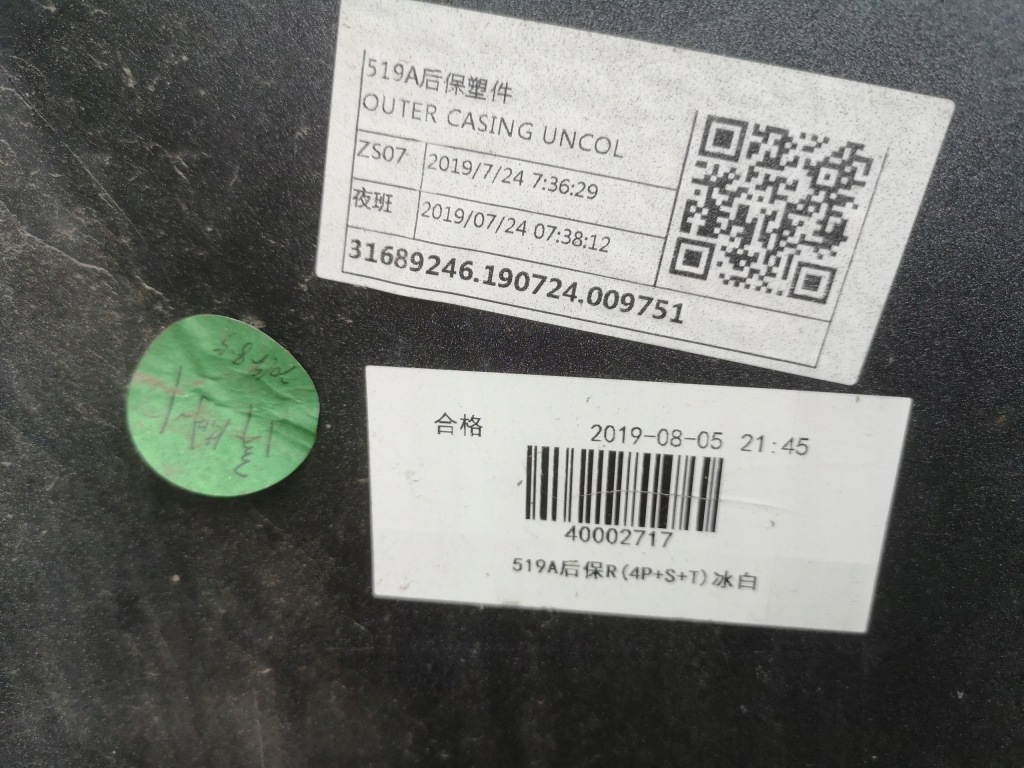 519A后保塑件
OUTER CASING UNCOL
ZS07 2019/7/24 7:36:29
夜班 2019/07/24 07:38:12
31689246.190724.009751
合格 2019-08-05 21:45
40002717
519A后保R(4P+S+T)冰白